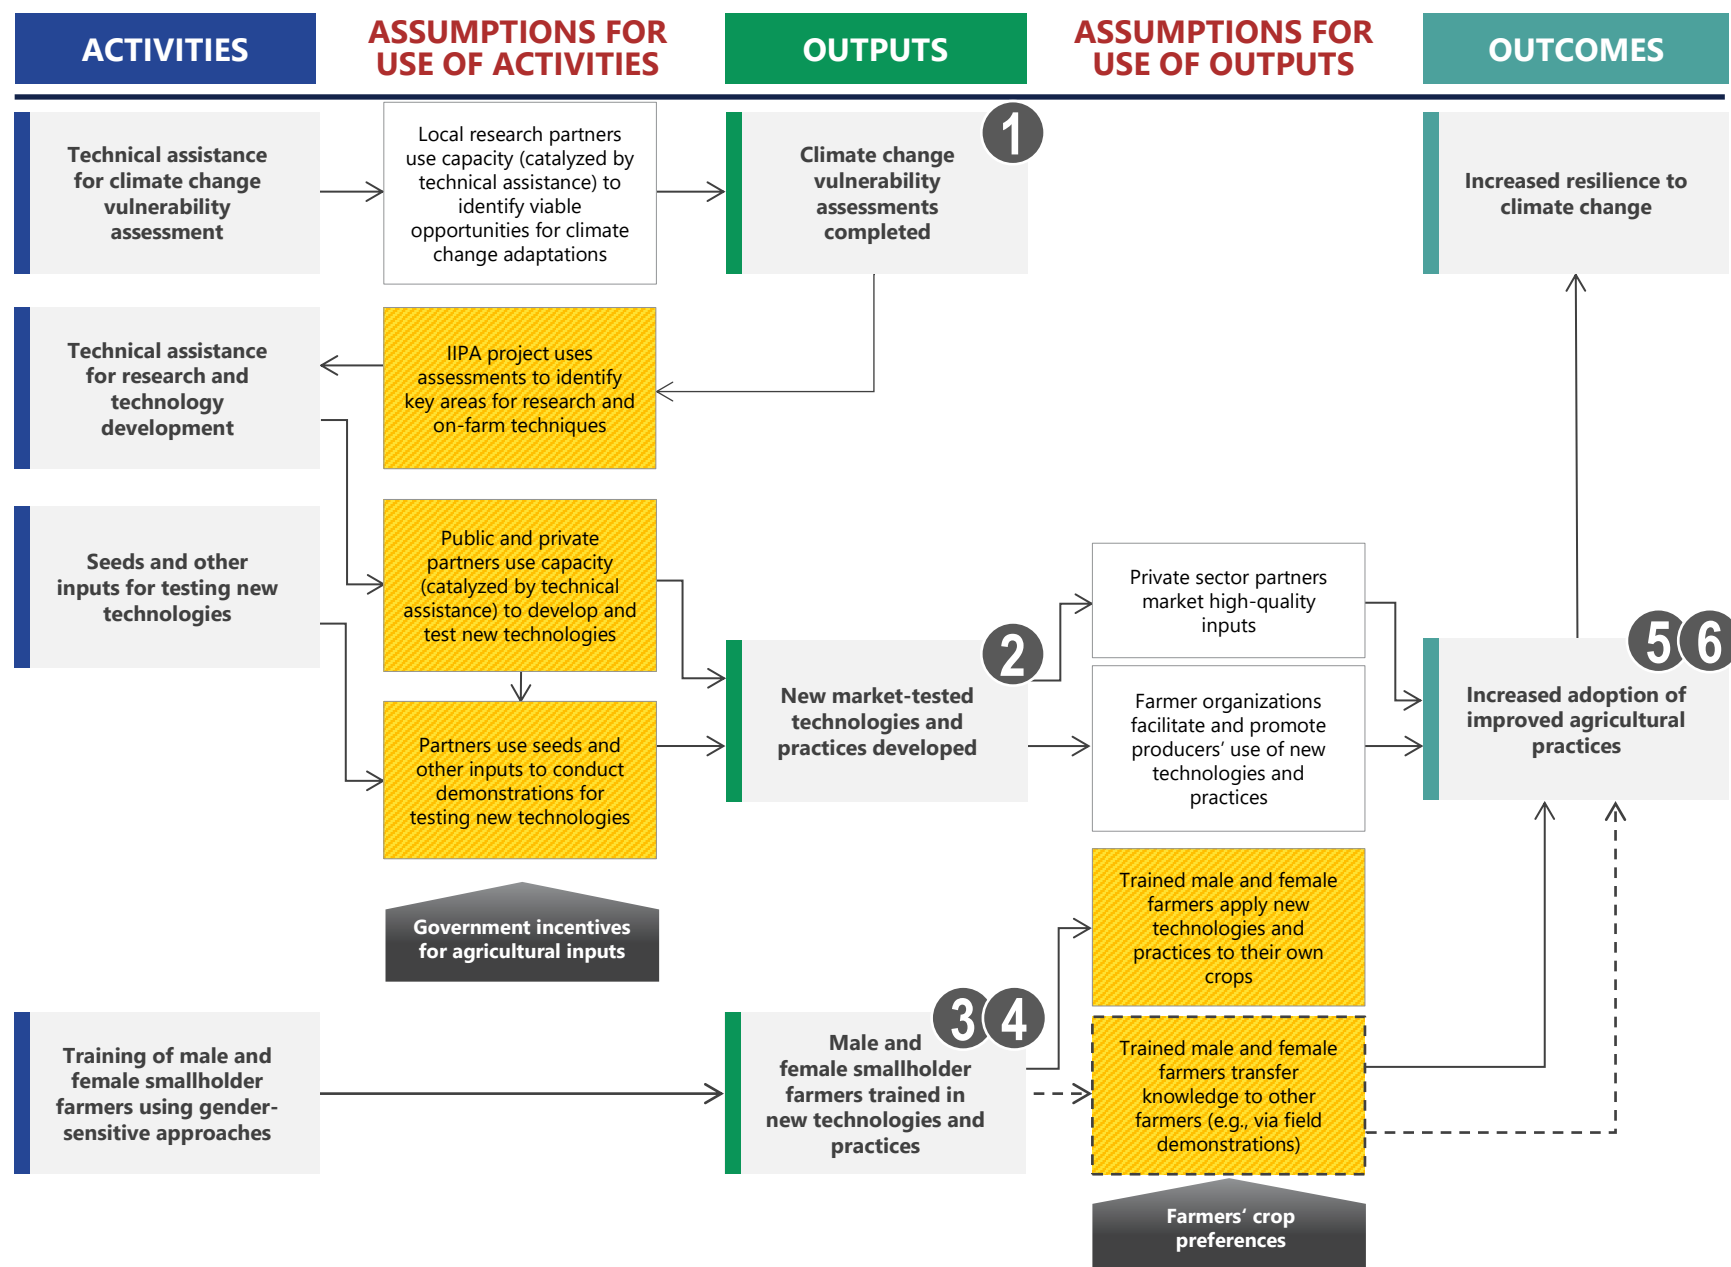 ACTIVITIES
ASSUMPTIONS FOR
USE OF ACTIVITIES
OUTPUTS
ASSUMPTIONS FOR
USE OF OUTPUTS
OUTCOMES
Technical assistance
for climate change
vulnerability
assessment
Local research partners
use capacity (catalyzed by
technical assistance) to
identify viable
opportunities for climate
change adaptations
1
Climate change
vulnerability
assessments
completed
Increased resilience to
climate change
Technical assistance
for research and
technology
development
IIPA project uses
assessments to identify
key areas for research and
on-farm techniques
Seeds and other
inputs for testing new
technologies
Public and private
partners use capacity
(catalyzed by technical
assistance) to develop and
test new technologies
Partners use seeds and
other inputs to conduct
demonstrations for
testing new technologies
Government incentives
for agricultural inputs
2
New market-tested
technologies and
practices developed
Private sector partners
market high-quality
inputs
Farmer organizations
facilitate and promote
producers’ use of new
technologies and
practices
5 6
Increased adoption of
improved agricultural
practices
Training of male and
female smallholder
farmers using gender-
sensitive approaches
3 4
Male and
female smallholder
farmers trained in
new technologies and
practices
Trained male and female
farmers apply new
technologies and
practices to their own
crops
Trained male and female
farmers transfer
knowledge to other
farmers (e.g., via field
demonstrations)
Farmers’ crop
preferences